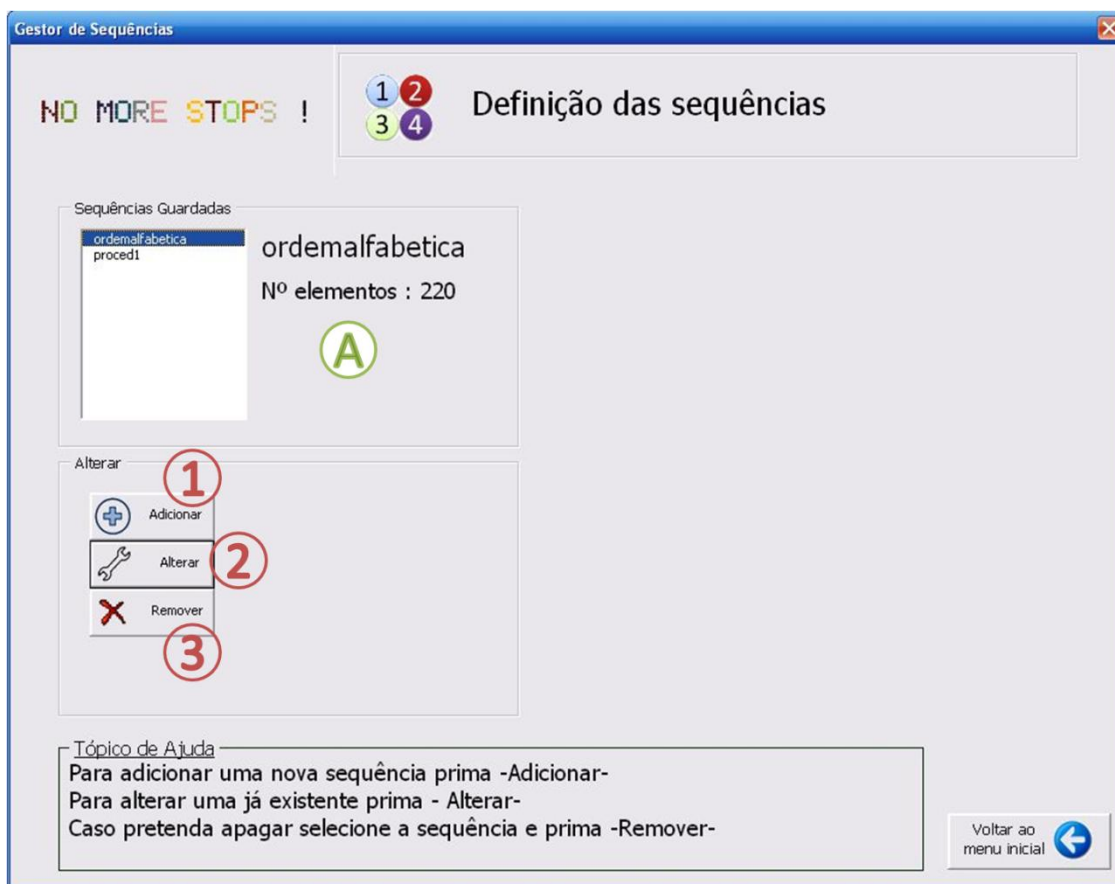 Gestor de Sequências
NO MORE STOPS !
1 2
3 4
Definição das sequências
Sequências Guardadas
ordemalfabetica
proced1
ordemalfabetica
Nº elementos : 220
A
Alterar
1
Adicionar
Alterar
2
Remover
3
Tópico de Ajuda
Para adicionar uma nova sequência prima -Adicionar-
Para alterar uma já existente prima - Alterar-
Caso pretenda apagar selecione a sequência e prima -Remover-
Voltar ao
menu inicial